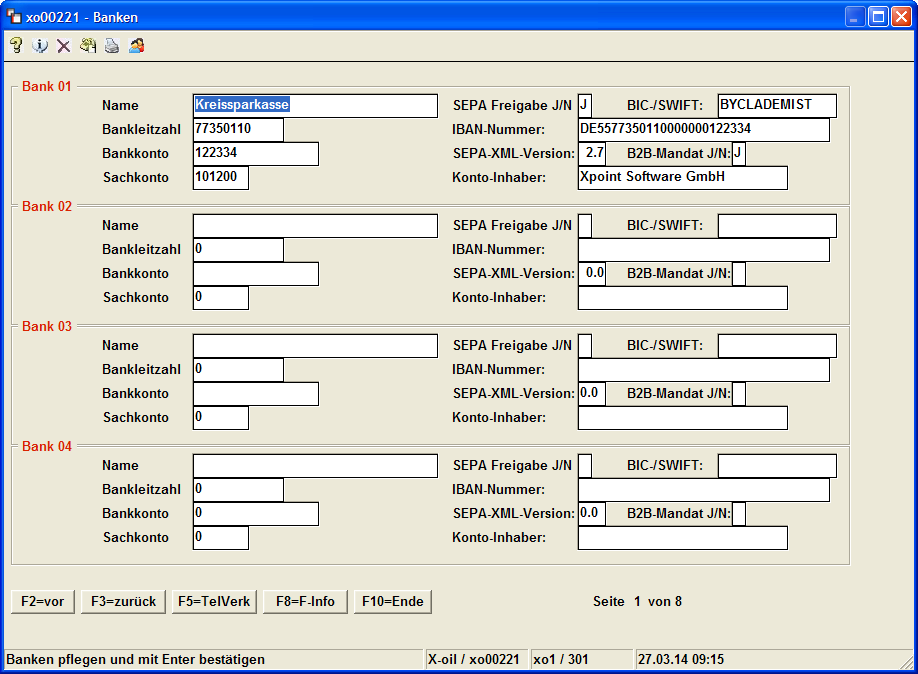 xo00221 - Banken
Bank 01
Name Kreissparkasse SEPA Freigabe J/N J BIC-/SWIFT: BYCLADEMIST
Bankleitzahl 77350110 IBAN-Nummer: DE55773501100000001​22334
Bankkonto 122334 SEPA-XML-Version: 2.7 B2B-Mandat J/N: J
Sachkonto 101200 Konto-Inhaber: Xpoint Software GmbH
Bank 02
Name SEPA Freigabe J/N BIC-/SWIFT:
Bankleitzahl 0 IBAN-Nummer:
Bankkonto SEPA-XML-Version: 0.0 B2B-Mandat J/N:
Sachkonto 0 Konto-Inhaber:
Bank 03
Name SEPA Freigabe J/N BIC-/SWIFT:
Bankleitzahl 0 IBAN-Nummer:
Bankkonto SEPA-XML-Version: 0.0 B2B-Mandat J/N:
Sachkonto 0 Konto-Inhaber:
Bank 04
Name SEPA Freigabe J/N BIC-/SWIFT:
Bankleitzahl 0 IBAN-Nummer:
Bankkonto 0 SEPA-XML-Version: 0.0 B2B-Mandat J/N:
Sachkonto 0 Konto-Inhaber:
F2=vor F3=zurück F5=TelVerk F8=F-Info F10=Ende Seite 1 von 8
Banken pflegen und mit Enter bestätigen X-oil / xo00221 xo1 / 301 27.03.14 09:15